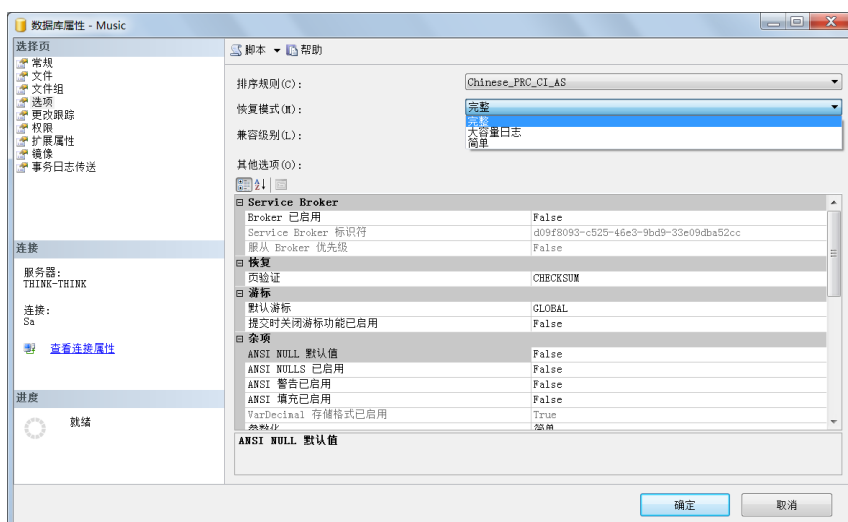 数据库属性 - Music
选择页
常规
文件
文件组
选项
更改跟踪
权限
扩展属性
镜像
事务日志传送
连接
服务器:
THINK-THINK
连接:
Sa
查看连接属性
进度
就绪
脚本 帮助
排序规则(C): Chinese_PRC_CI_AS
恢复模式(M): 完整
完整
大容量日志
简单
兼容级别(L):
其他选项(O):
Service Broker
Broker 已启用 False
Service Broker 标识符 d09f8093-c525-46e3-9bd9-33e09dba52cc
服从 Broker 优先级 False
恢复
页验证 CHECKSUM
游标
默认游标 GLOBAL
提交时关闭游标功能已启用 False
杂项
ANSI NULL 默认值 False
ANSI NULLS 已启用 False
ANSI 警告已启用 False
ANSI 填充已启用 False
VarDecimal 存储格式已启用 True
参数化 简单
ANSI NULL 默认值
确定 取消